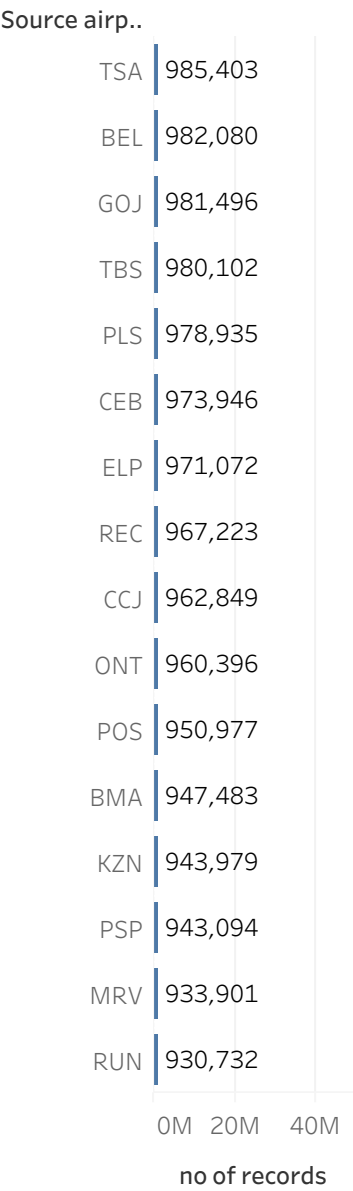 Source airp..
TSA 985,403
BEL 982,080
GOJ 981,496
TBS 980,102
PLS 978,935
CEB 973,946
ELP 971,072
REC 967,223
CCJ 962,849
ONT 960,396
POS 950,977
BMA 947,483
KZN 943,979
PSP 943,094
MRV 933,901
RUN 930,732
0M 20M 40M
no of records